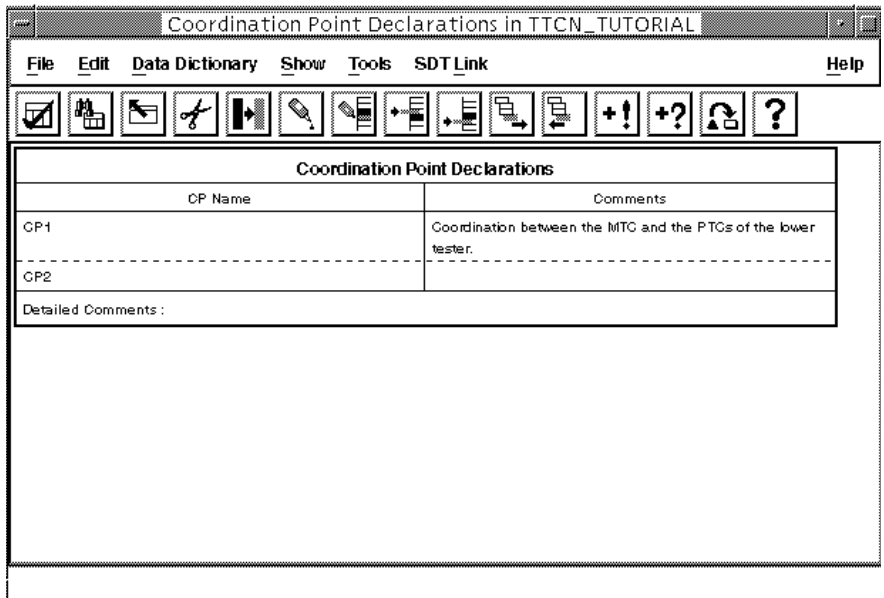 Coordination Point Declarations in TTCN_TUTORIAL
File Edit Data Dictionary Show Tools SDT Link Help
+! +? ?
Coordination Point Declarations
CP Name Comments
CP1 Coordination between the MTC and the PTCs of the lower
tester.
CP2
Detailed Comments :